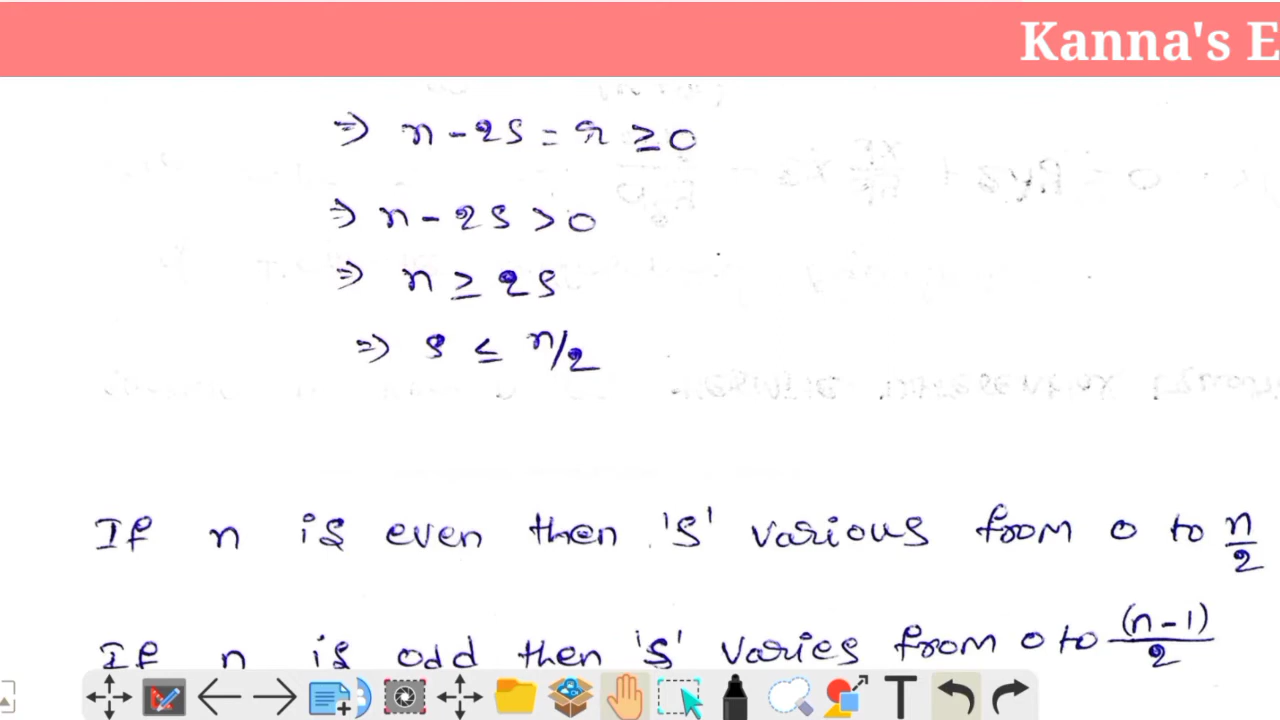 Kanna's E
⇒ n - 2s = r ≥ 0
⇒ n - 2s > 0
⇒ n ≥ 2s
⇒ s ≤ n/2
If n is even then 's' various from 0 to n/2
If n is odd then 's' varies from 0 to (n-1)/2